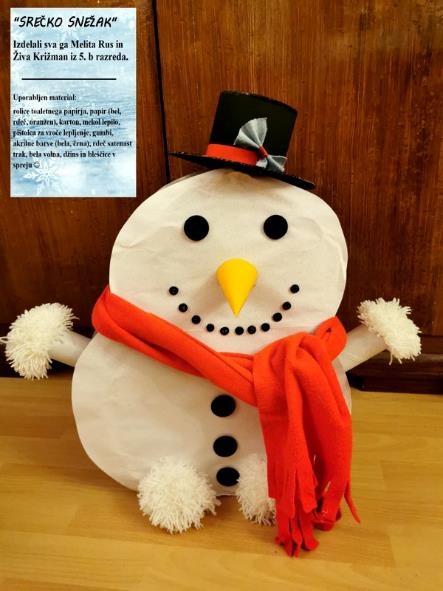 "SREČKO SNEŽAK"
Izdelali sva ga Melita Rus in
Živa Križman iz 5. b razreda.
Uporabljen material:
rolice toaletnega papirja, papir (bel,
rdeč, oranžen), karton, mekol lepilo,
pištolca za vroče lepljenje, gumbi,
akrilne barve (bela, črna), rdeč satenast
trak, bela volna, džins in bleščice v
spreju ☺